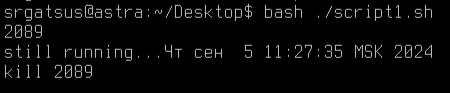 srgatsus@astra:~/Desktop$ bash ./script1.sh
2089
still running...Чт сен  5 11:27:35 MSK 2024
kill 2089